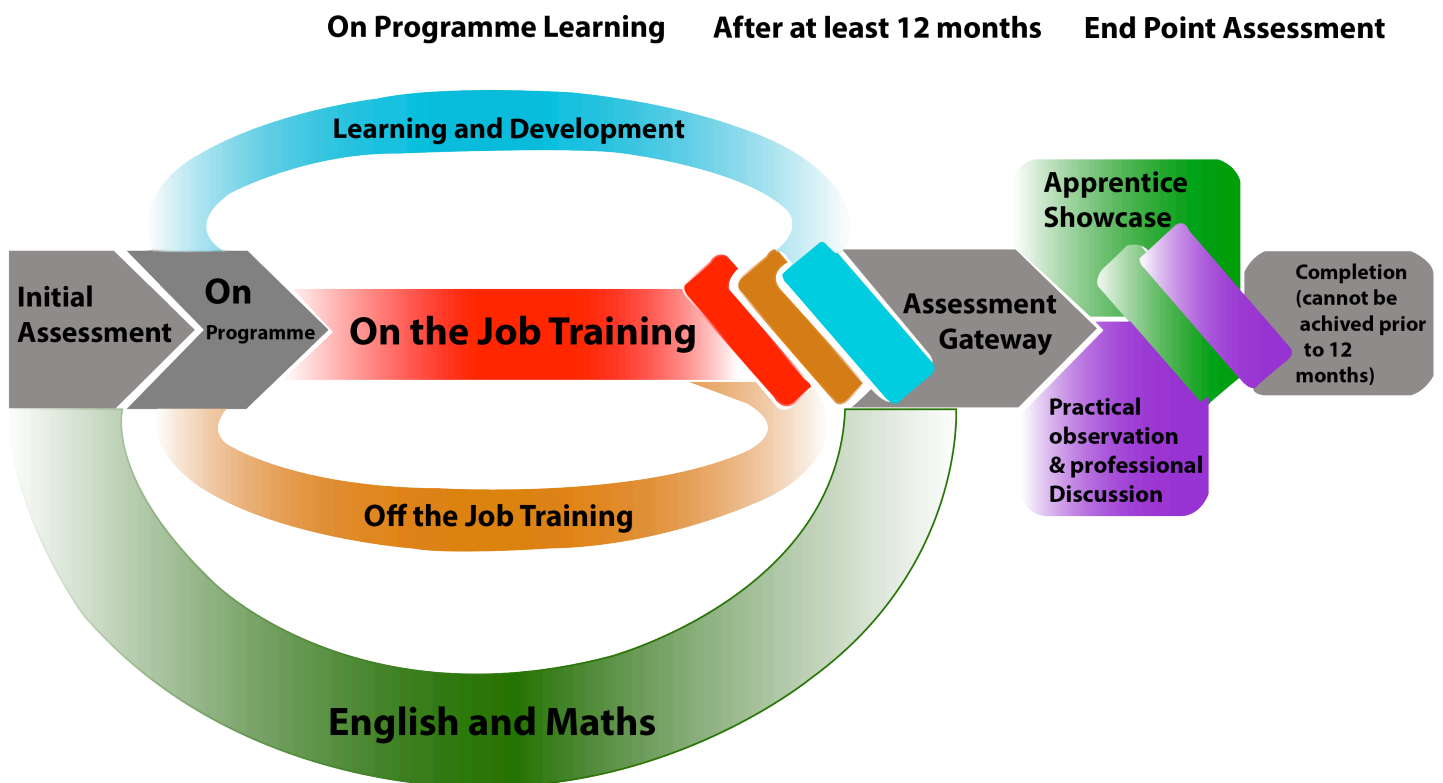 On Programme Learning
After at least 12 months
End Point Assessment
Learning and Development
Apprentice
Showcase
Initial
Assessment
On
Programme
On the Job Training
Assessment
Gateway
Completion
(cannot be
achived prior
to 12
months)
Practical
observation
& professional
Discussion
Off the Job Training
English and Maths